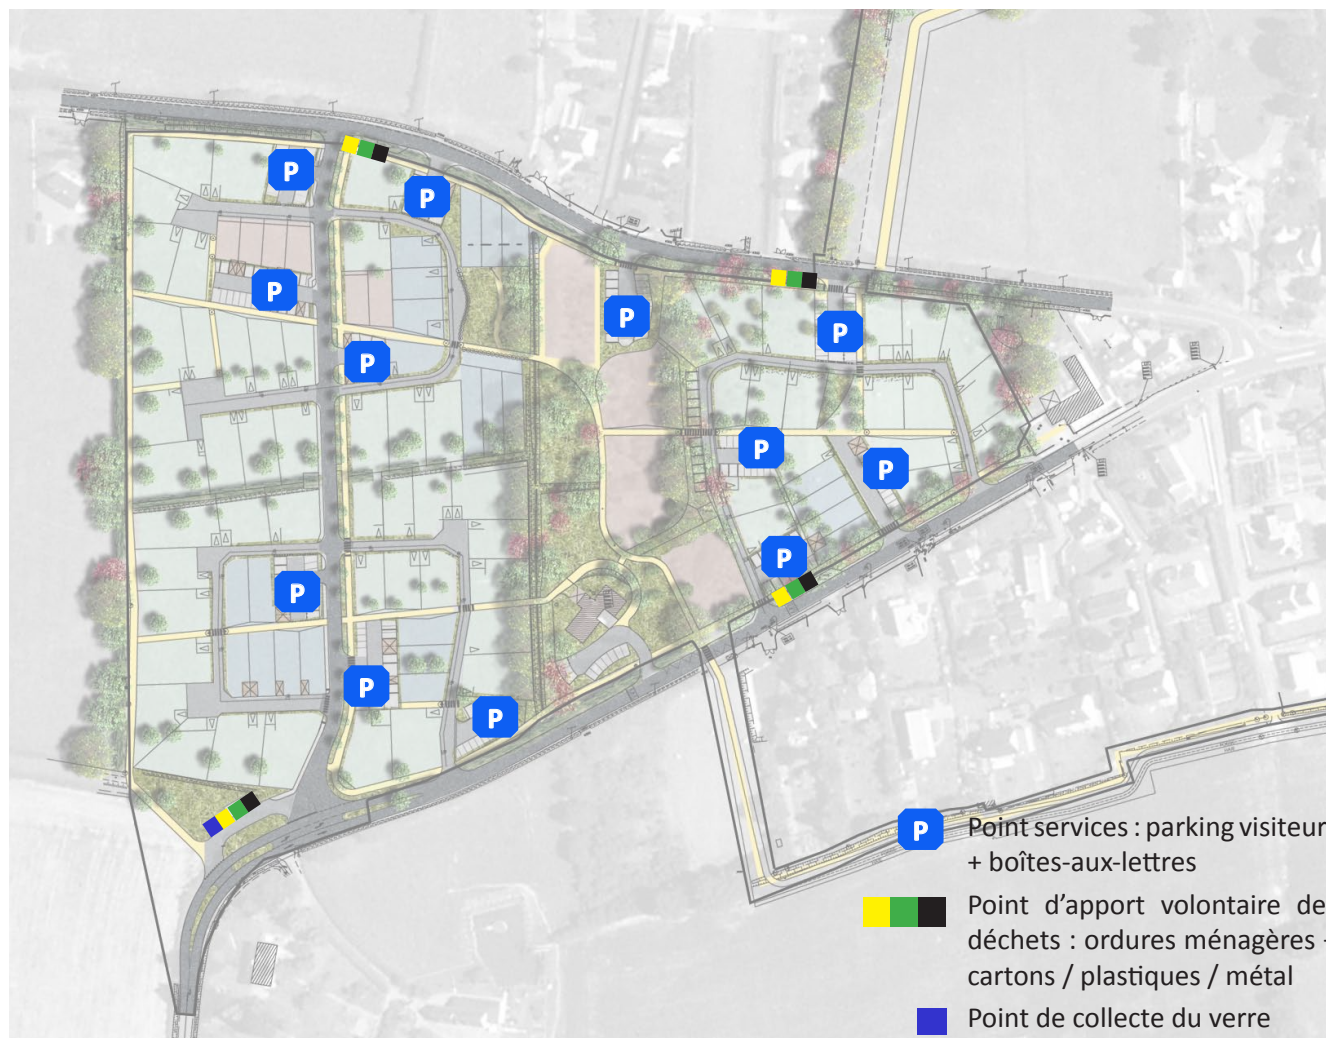 P
P
P
P
P
P
P
P
P
P
P
P
P
P Point services : parking visiteur
+ boîtes-aux-lettres
Point d'apport volontaire de
déchets : ordures ménagères
cartons / plastiques / métal
Point de collecte du verre